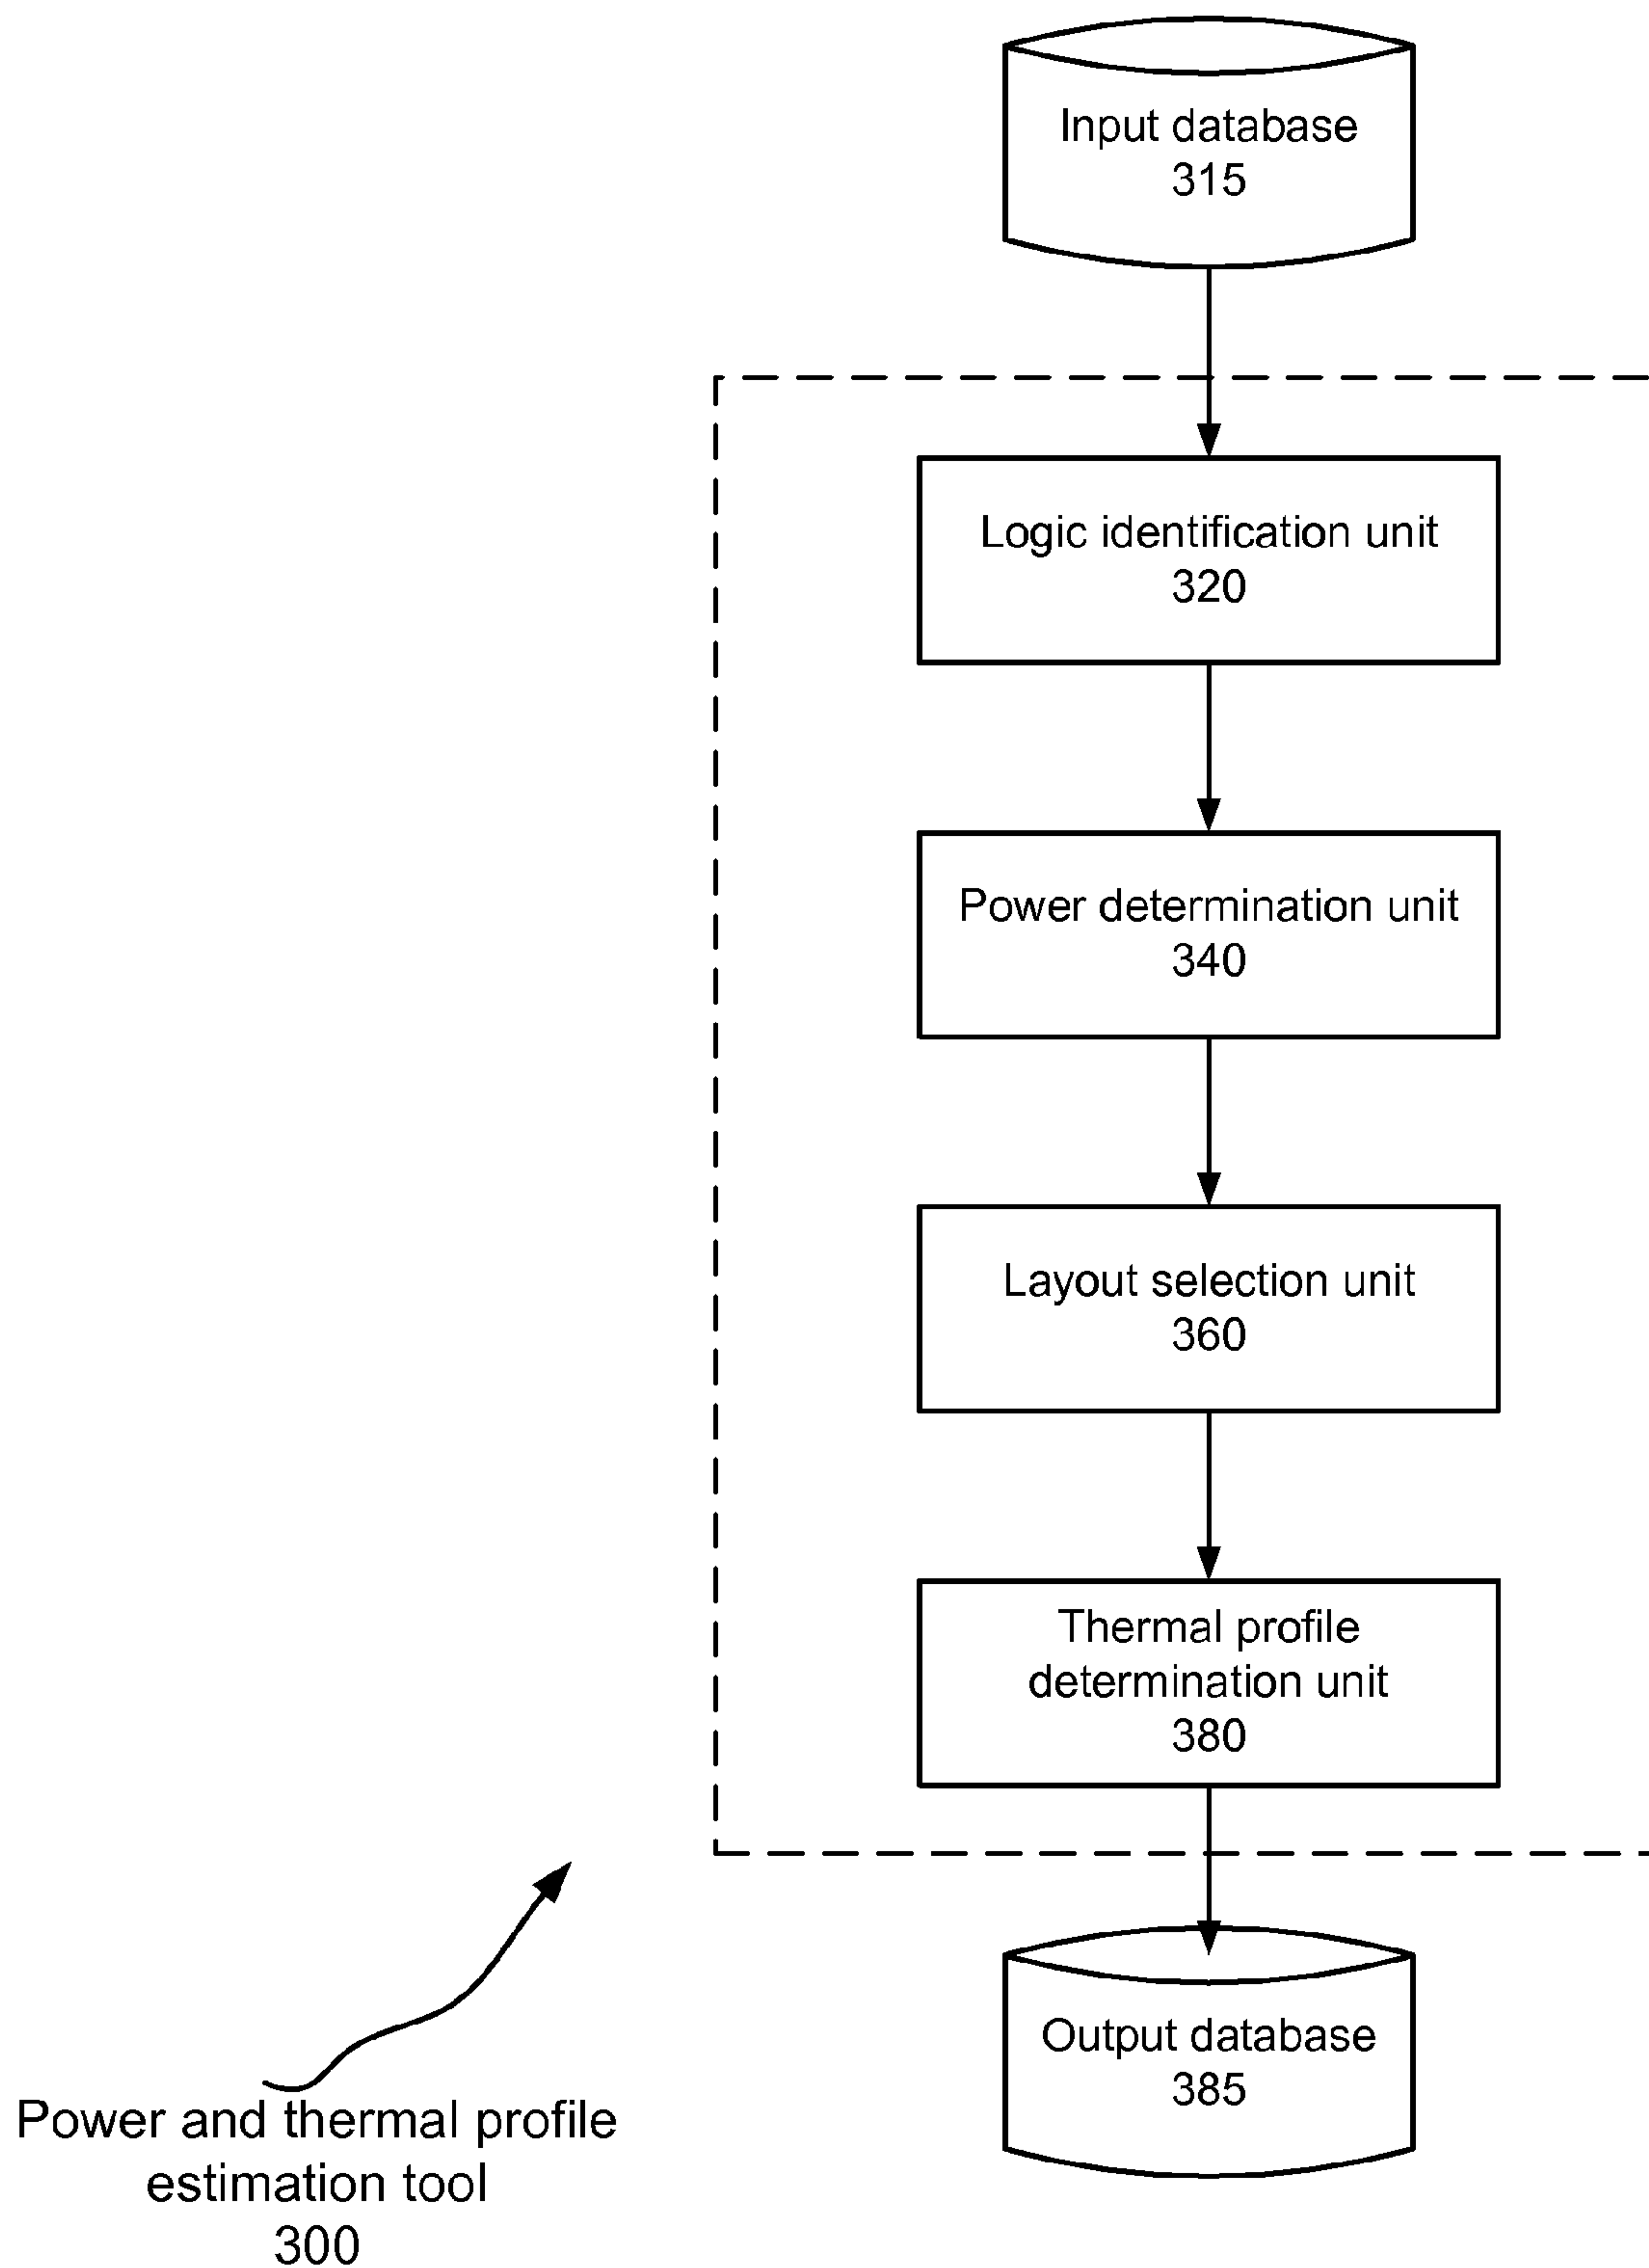 Input database
315
Logic identification unit
320
Power determination unit
340
Layout selection unit
360
Thermal profile
determination unit
380
Output database
385
Power and thermal profile
estimation tool
300